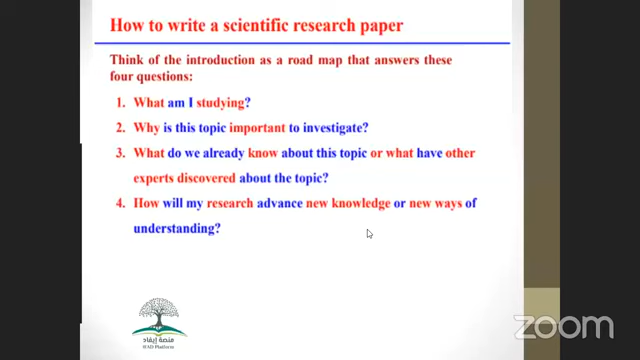 How to write a scientific research paper
Think of the introduction as a road map that answers these
four questions:
1. What am I studying?
2. Why is this topic important to investigate?
3. What do we already know about this topic or what have other
experts discovered about the topic?
4. How will my research advance new knowledge or new ways of
understanding?
منصة إيفاد
IFAD Platform
zoom